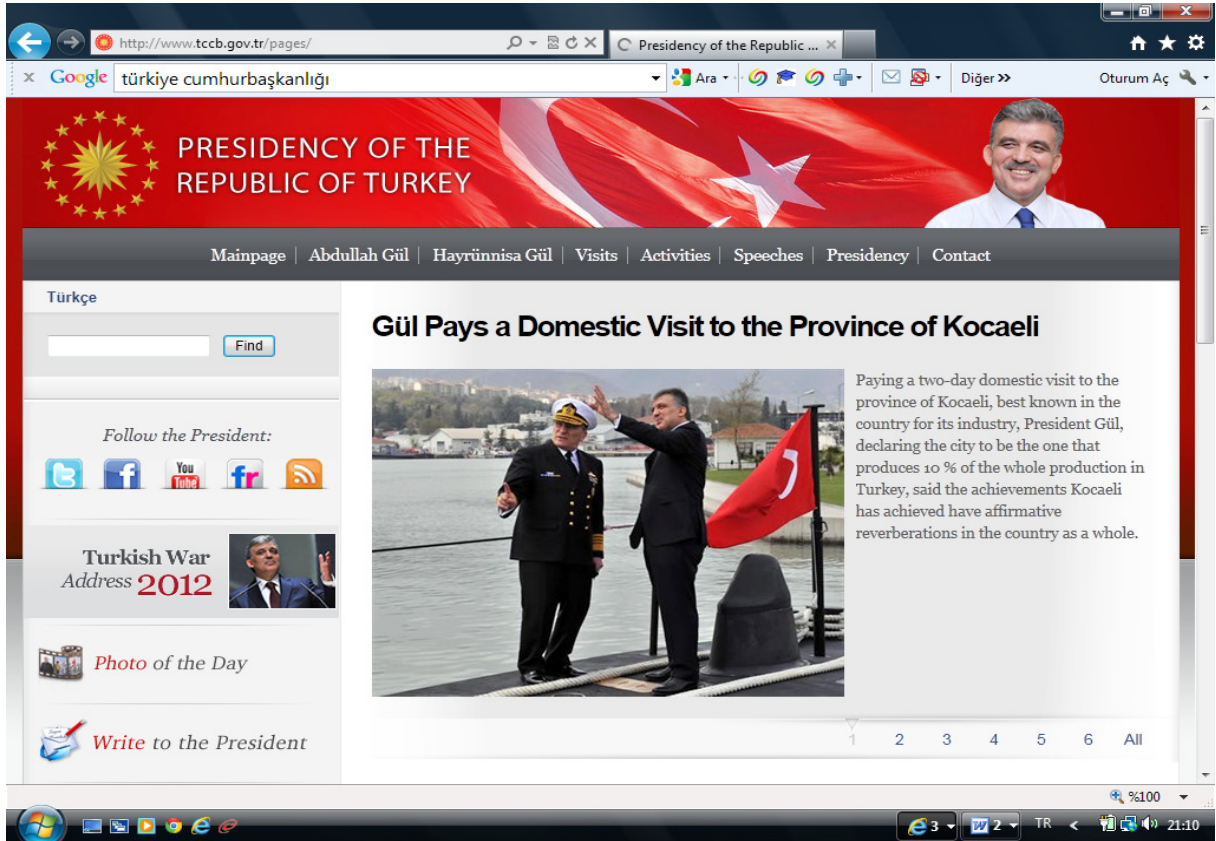 http://www.tccb.gov.tr/pages/
Presidency of the Republic ...
Google türkiye cumhurbaşkanlığı Ara Diğer >> Oturum Aç
PRESIDENCY OF THE
REPUBLIC OF TURKEY
Mainpage | Abdullah Gül | Hayrünnisa Gül | Visits | Activities | Speeches | Presidency | Contact
Türkçe
Find
Follow the President:
You
Tube
fr
Turkish War
Address 2012
Photo of the Day
Write to the President
Gül Pays a Domestic Visit to the Province of Kocaeli
Paying a two-day domestic visit to the
province of Kocaeli, best known in the
country for its industry, President Gül,
declaring the city to be the one that
produces 10 % of the whole production in
Turkey, said the achievements Kocaeli
has achieved have affirmative
reverberations in the country as a whole.
1 2 3 4 5 6 All
%100
3 2 TR < 21:10